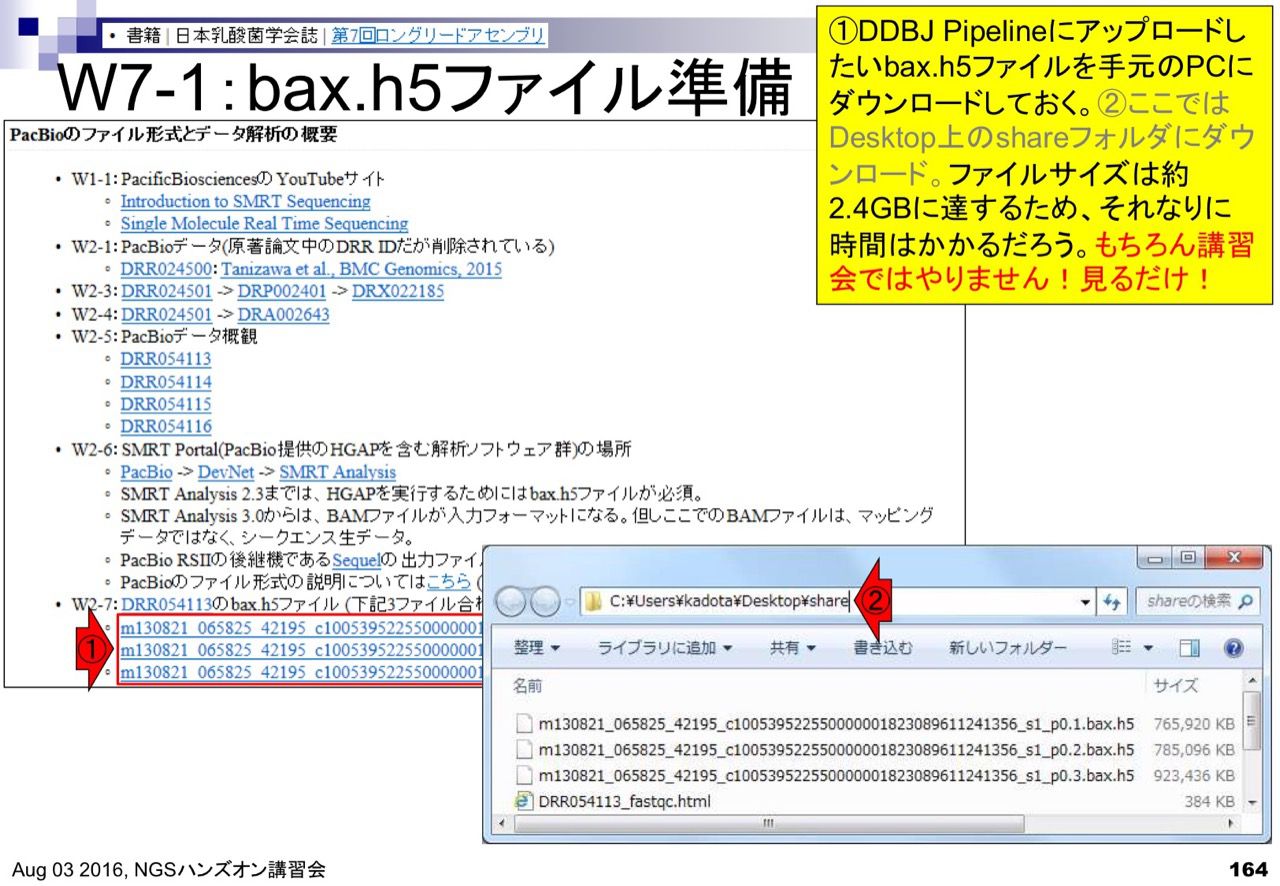 • 書籍 | 日本乳酸菌学会誌 | 第7回ロングリードアセンブリ
W7-1：bax.h5ファイル準備
①DDBJ Pipelineにアップロードし
たいbax.h5ファイルを手元のPCに
ダウンロードしておく。②ここでは
Desktop上のshareフォルダにダウ
ンロード。ファイルサイズは約
2.4GBに達するため、それなりに
時間はかかるだろう。もちろん講習
会ではやりません！見るだけ！
PacBioのファイル形式とデータ解析の概要
• W1-1: PacificBiosciencesの YouTubeサイト
◦ Introduction to SMRT Sequencing
◦ Single Molecule Real Time Sequencing
• W2-1: PacBioデータ(原著論文中のDRR IDだが削除されている)
◦ DRR024500: Tanizawa et al., BMC Genomics, 2015
• W2-3: DRR024501 -> DRP002401 -> DRX022185
• W2-4: DRR024501 -> DRA002643
• W2-5: PacBioデータ概観
◦ DRR054113
◦ DRR054114
◦ DRR054115
◦ DRR054116
• W2-6: SMRT Portal(PacBio提供のHGAPを含む解析ソフトウェア群)の場所
◦ PacBio -> DevNet -> SMRT Analysis
◦ SMRT Analysis 2.3までは、HGAPを実行するためにはbax.h5ファイルが必須。
◦ SMRT Analysis 3.0からは、BAMファイルが入力フォーマットになる。但しここでのBAMファイルは、マッピング
データではなく、シークエンス生データ。
◦ PacBio RSIIの後継機であるSequelの 出力ファイ
◦ PacBioのファイル形式の説明についてはこちら (
• W2-7: DRR054113のbax.h5ファイル (下記3ファイル合
◦ m130821_065825_42195_c100539522550000001
◦ m130821_065825_42195_c100539522550000001
◦ m130821_065825_42195_c100539522550000001
①
C:¥Users¥kadota¥Desktop¥share
②
shareの検索
整理 ライブラリに追加 共有 書き込む 新しいフォルダー
名前 サイズ
m130821_065825_42195_c100539522550000001823089611241356_s1_p0.1.bax.h5 765,920 KB
m130821_065825_42195_c100539522550000001823089611241356_s1_p0.2.bax.h5 785,096 KB
m130821_065825_42195_c100539522550000001823089611241356_s1_p0.3.bax.h5 923,436 KB
DRR054113_fastqc.html 384 KB
Aug 03 2016, NGSハンズオン講習会
164